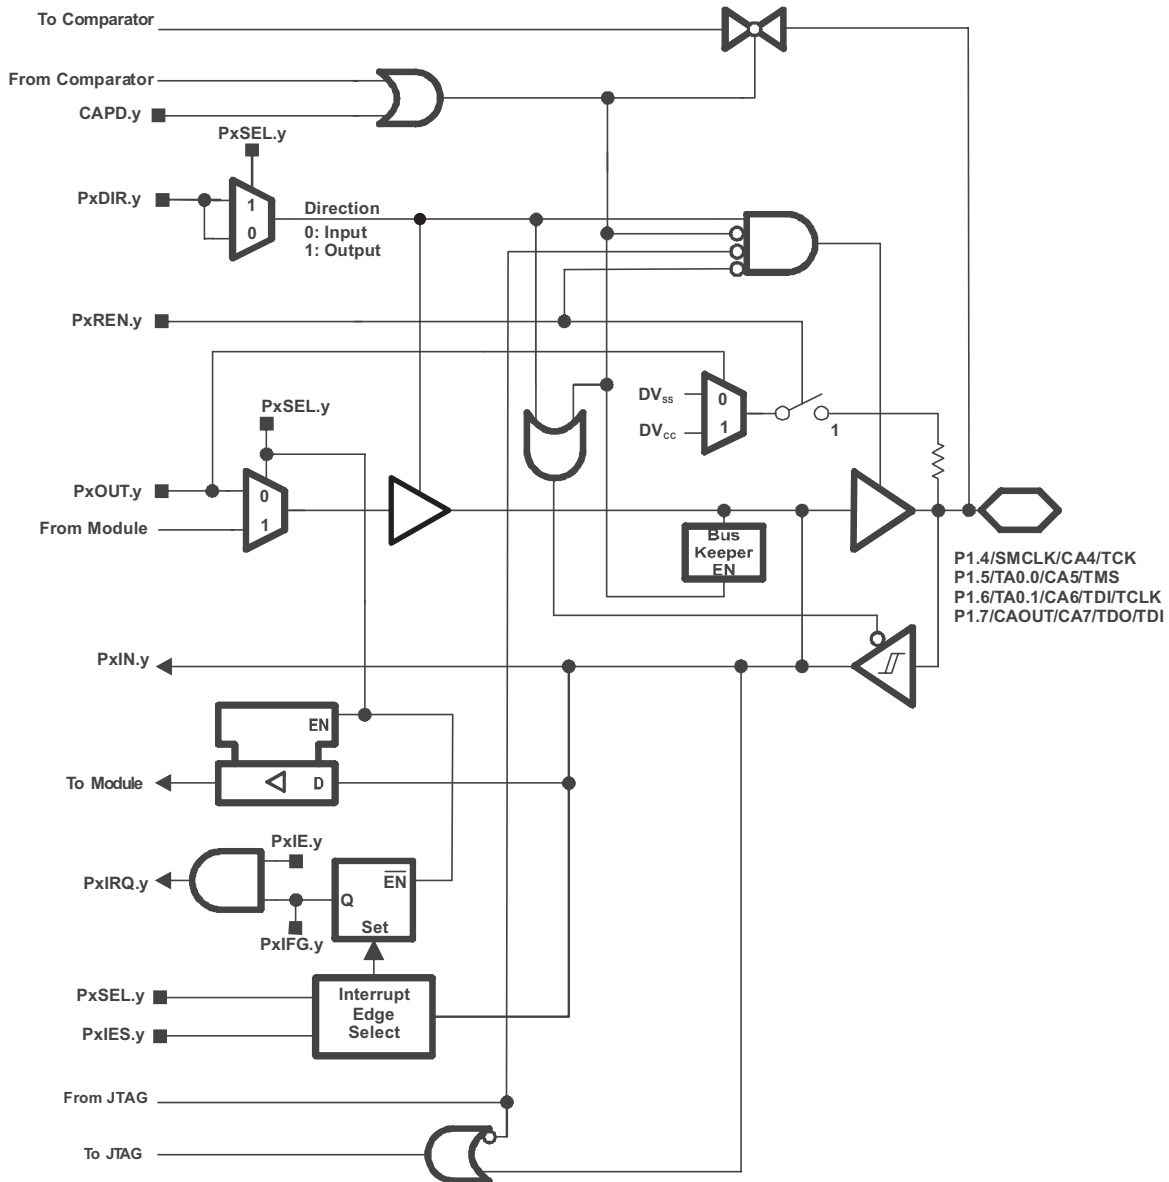 To Comparator
From Comparator
CAPD.y
PxSEL.y
PxDIR.y
1
0
Direction
0: Input
1: Output
PxREN.y
DVSS
DVCC
0
1
1
PxSEL.y
PxOUT.y
0
From Module
1
Bus
Keeper
EN
P1.4/SMCLK/CA4/TCK
P1.5/TA0.0/CA5/TMS
P1.6/TA0.1/CA6/TDI/TCLK
P1.7/CAOUT/CA7/TDO/TDI
PxIN.y
EN
To Module
D
PxIE.y
PxIRQ.y
EN
Q
Set
PxIFG.y
PxSEL.y
PxIES.y
Interrupt
Edge
Select
From JTAG
To JTAG